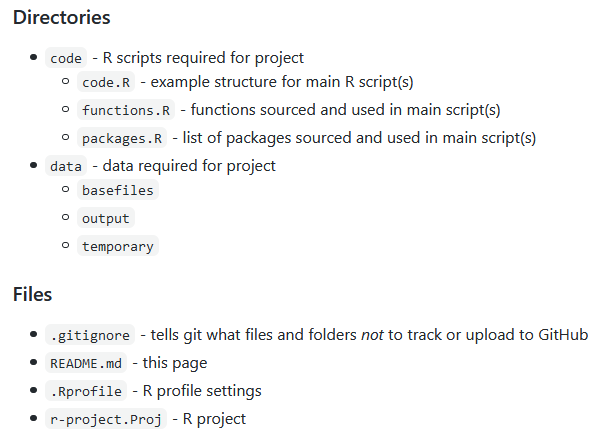 Directories
code - R scripts required for project
code.R - example structure for main R script(s)
functions.R - functions sourced and used in main script(s)
packages.R - list of packages sourced and used in main script(s)
data - data required for project
basefiles
output
temporary
Files
.gitignore - tells git what files and folders not to track or upload to GitHub
README.md - this page
.Rprofile - R profile settings
r-project.Proj - R project